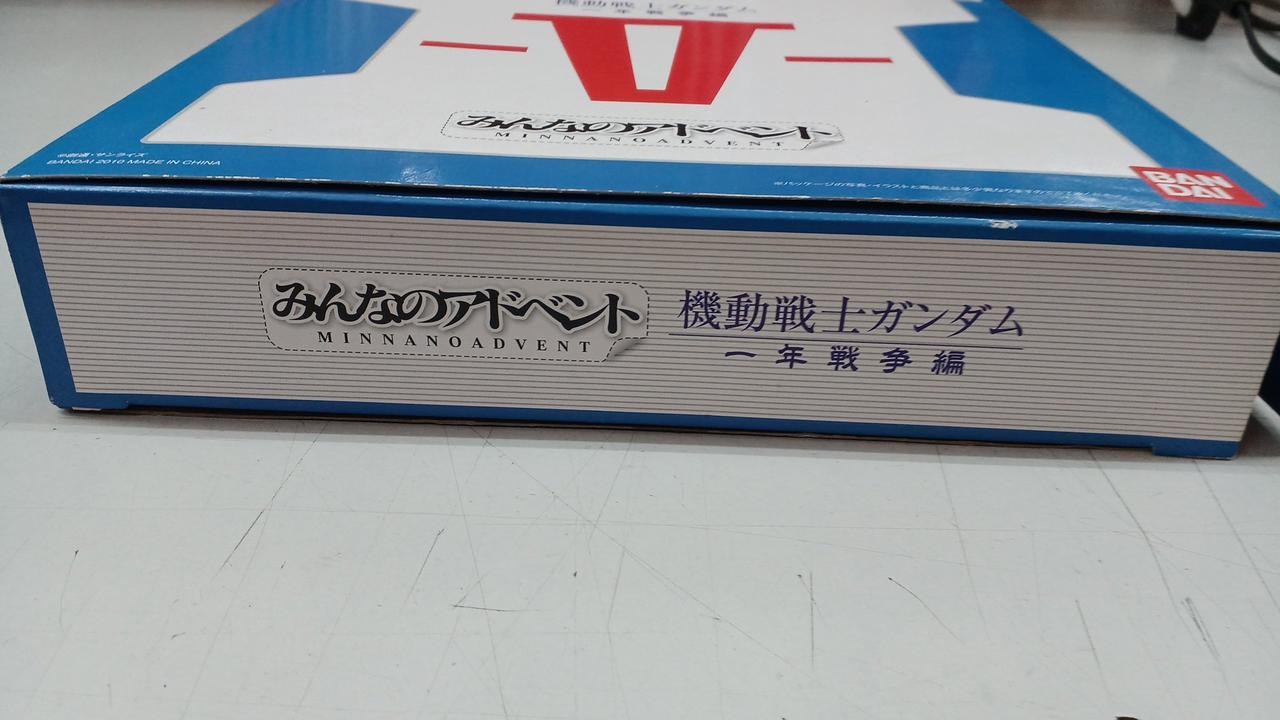 機動戦士ガンダム
一年戦争編
みんなのアドベント
MINNANOADVENT
©創通・サンライズ
BANDAI 2010 MADE IN CHINA
BAN
DAI
みんなのアドベント
MINNANOADVENT
機動戦士ガンダム
一年戦争編